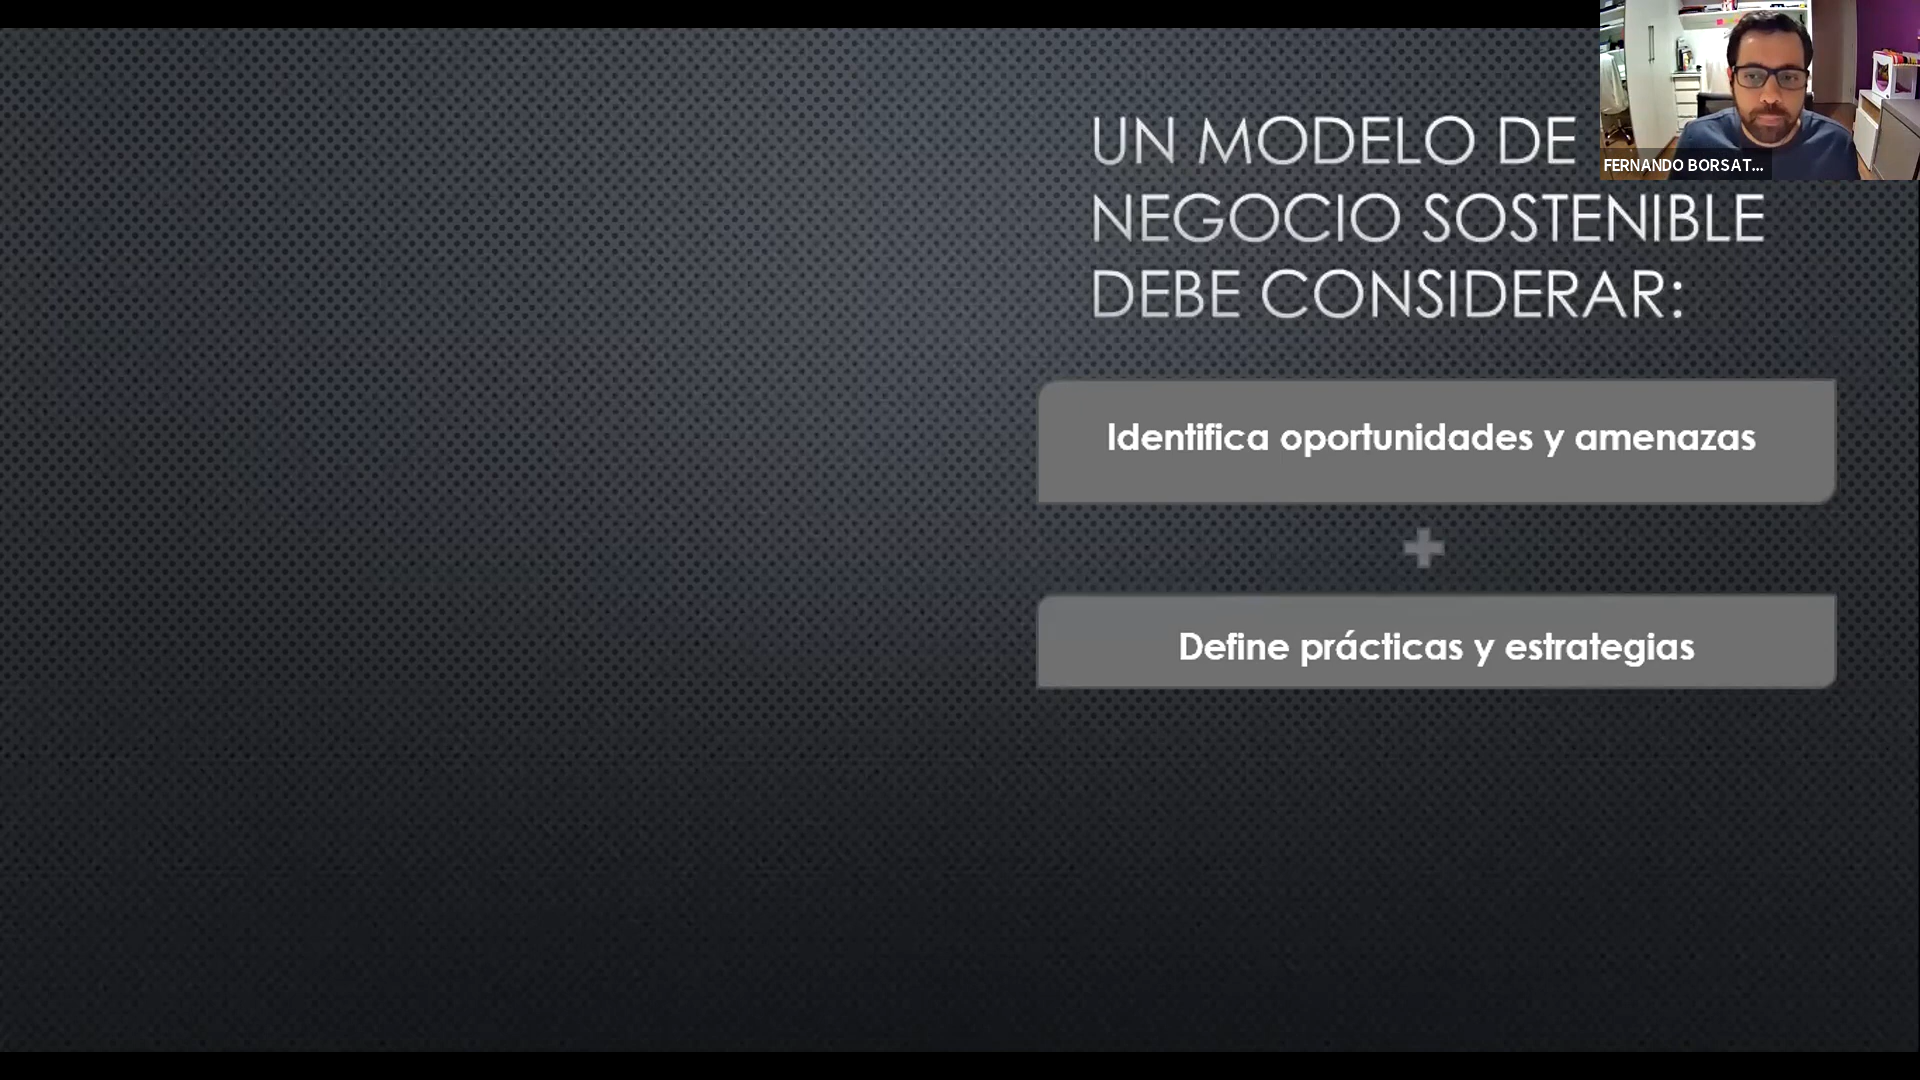 UN MODELO DE
NEGOCIO SOSTENIBLE
DEBE CONSIDERAR:
Identifica oportunidades y amenazas
Define prácticas y estrategias
FERNANDO BORSAT...